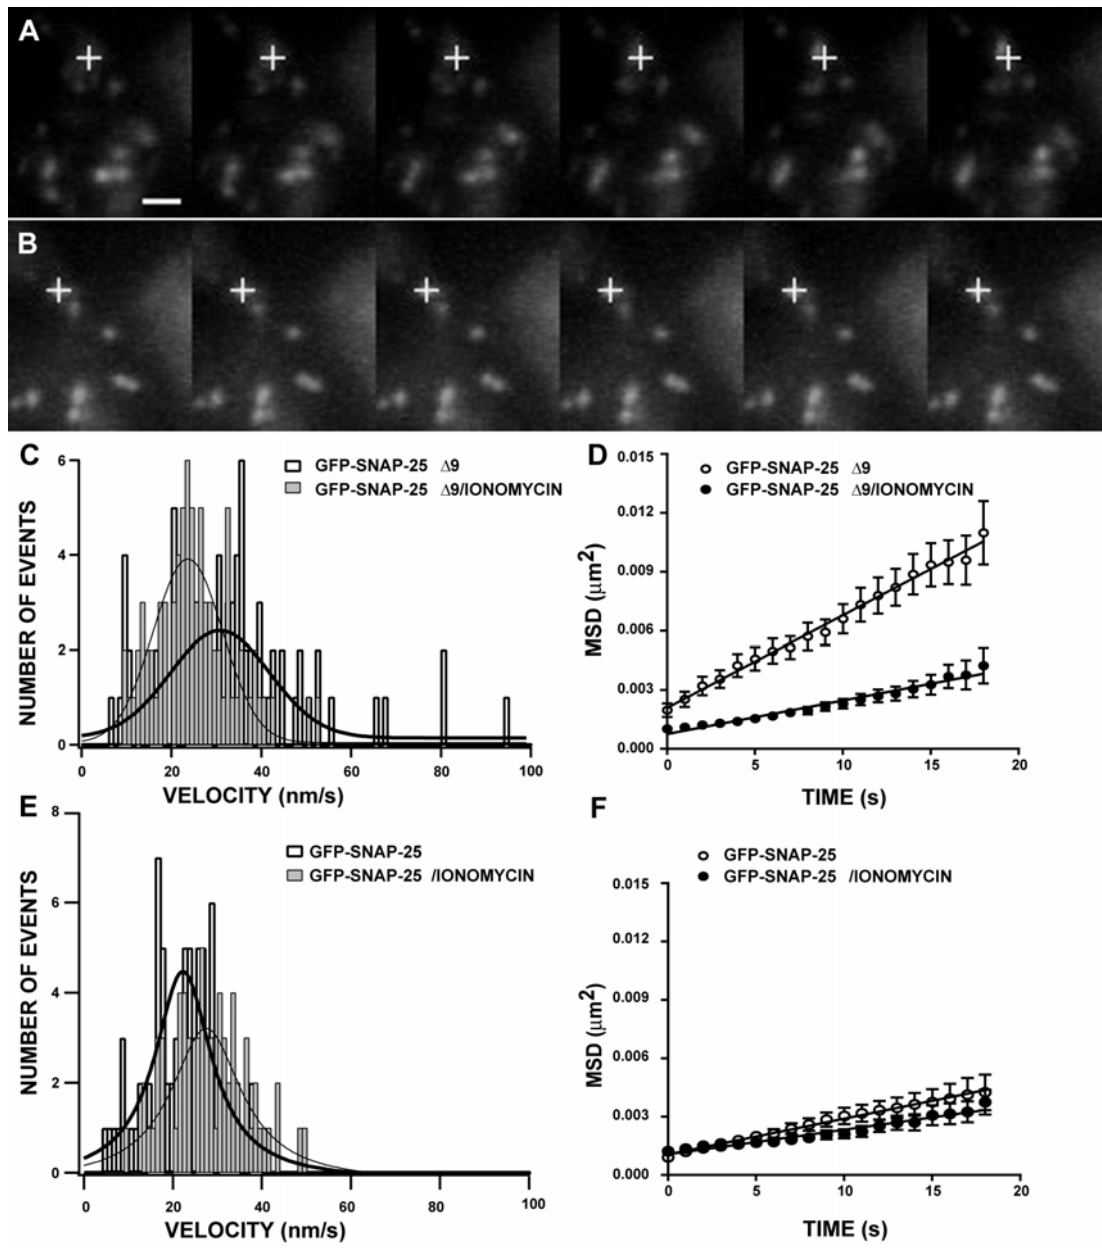 A
B
C
6
4
2
0
0 20 40 60 80 100
NUMBER OF EVENTS
VELOCITY (nm/s)
GFP-SNAP-25 Δ9
GFP-SNAP-25 Δ9/IONOMYCIN
D
0.015
0.012
0.009
0.006
0.003
0.000
0 5 10 15 20
MSD (μm²)
TIME (s)
GFP-SNAP-25 Δ9
GFP-SNAP-25 Δ9/IONOMYCIN
E
8
6
4
2
0
0 20 40 60 80 100
NUMBER OF EVENTS
VELOCITY (nm/s)
GFP-SNAP-25
GFP-SNAP-25 /IONOMYCIN
F
0.015
0.012
0.009
0.006
0.003
0.000
0 5 10 15 20
MSD (μm²)
TIME (s)
GFP-SNAP-25
GFP-SNAP-25 /IONOMYCIN